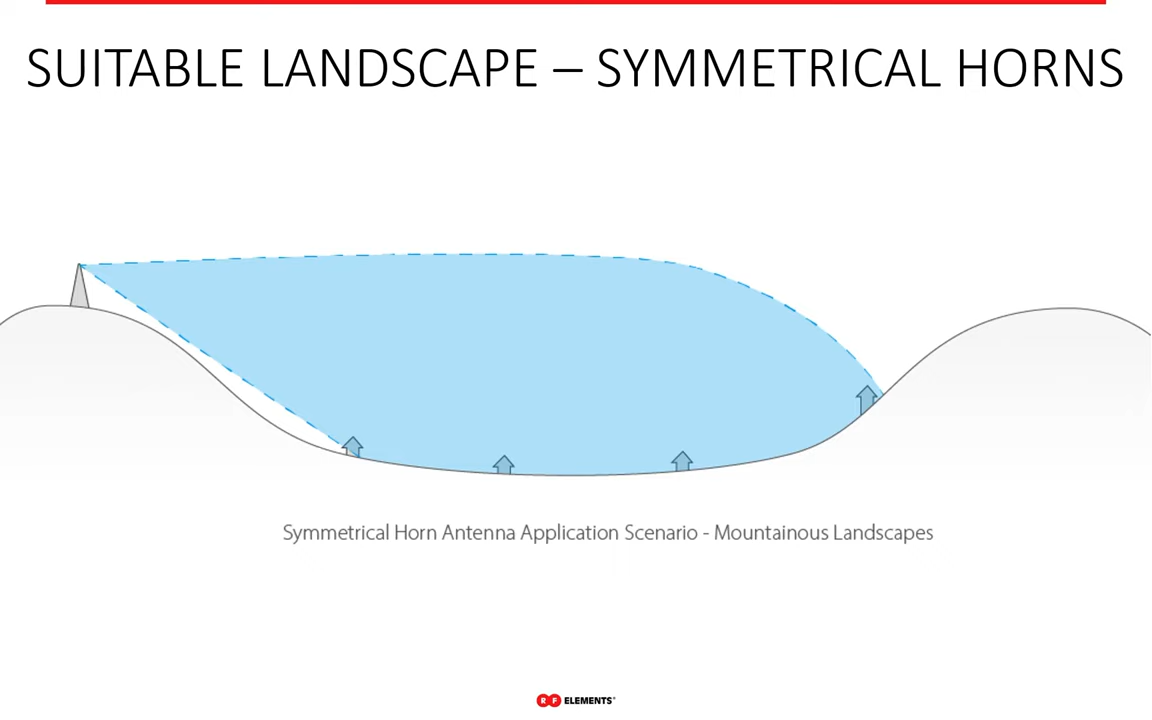 SUITABLE LANDSCAPE – SYMMETRICAL HORNS
Symmetrical Horn Antenna Application Scenario - Mountainous Landscapes
RF ELEMENTS®